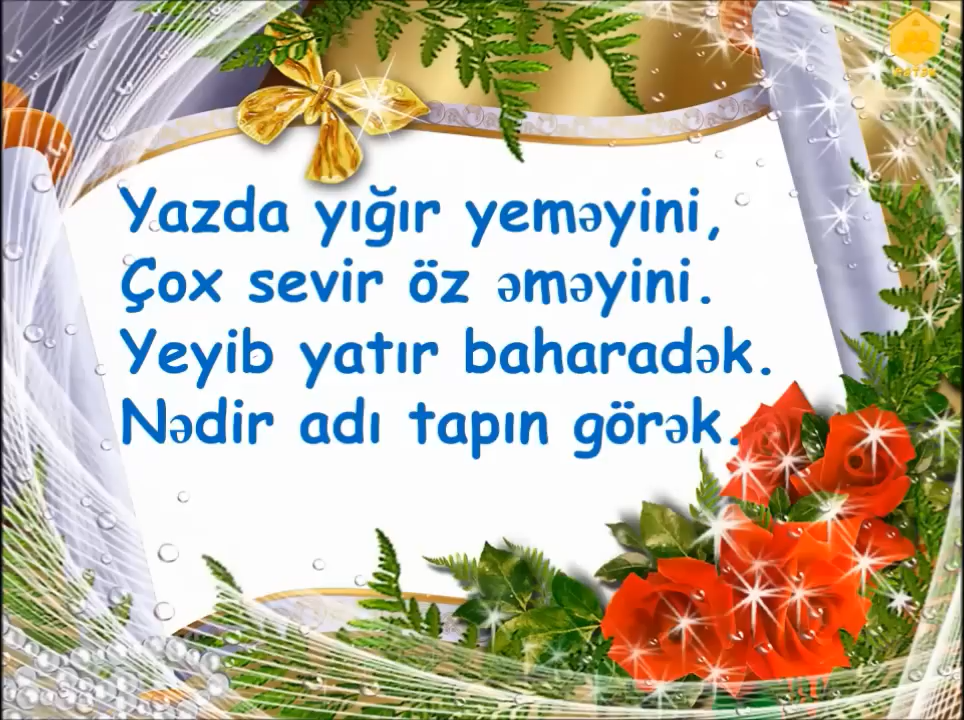 Yazda yığır yeməyini,
Çox sevir öz əməyini.
Yeyib yatır baharadək.
Nədir adı tapın görək.